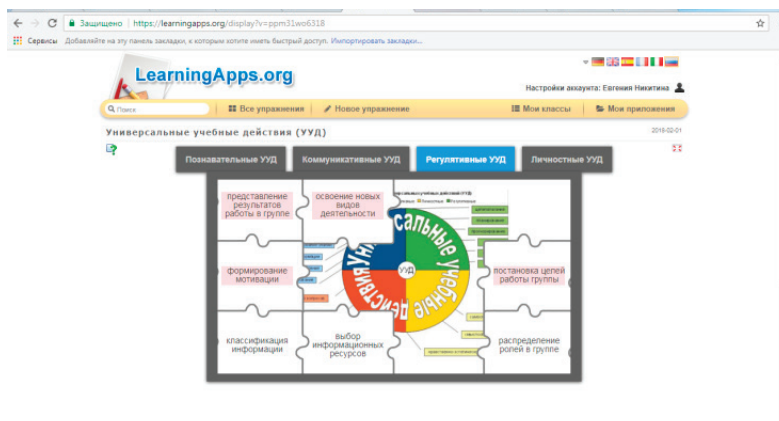 Защищено | https://learningapps.org/display?v=ppm31wo6318
Сервисы Добавляйте на эту панель закладки, к которым хотите иметь быстрый доступ. Импортировать закладки...
LearningApps.org
Настройки аккаунта: Евгения Никитина
Поиск Все упражнения Новое упражнение Мои классы Мои приложения
Универсальные учебные действия (УУД) 2018-02-01
Познавательные УУД Коммуникативные УУД Регулятивные УУД Личностные УУД
представление
результатов
работы в группе
освоение новых
видов
деятельности
формирование
мотивации
УУД
постановка целей
работы группы
классификация
информации
выбор
информационных
ресурсов
распределение
ролей в группе
учебные
действия